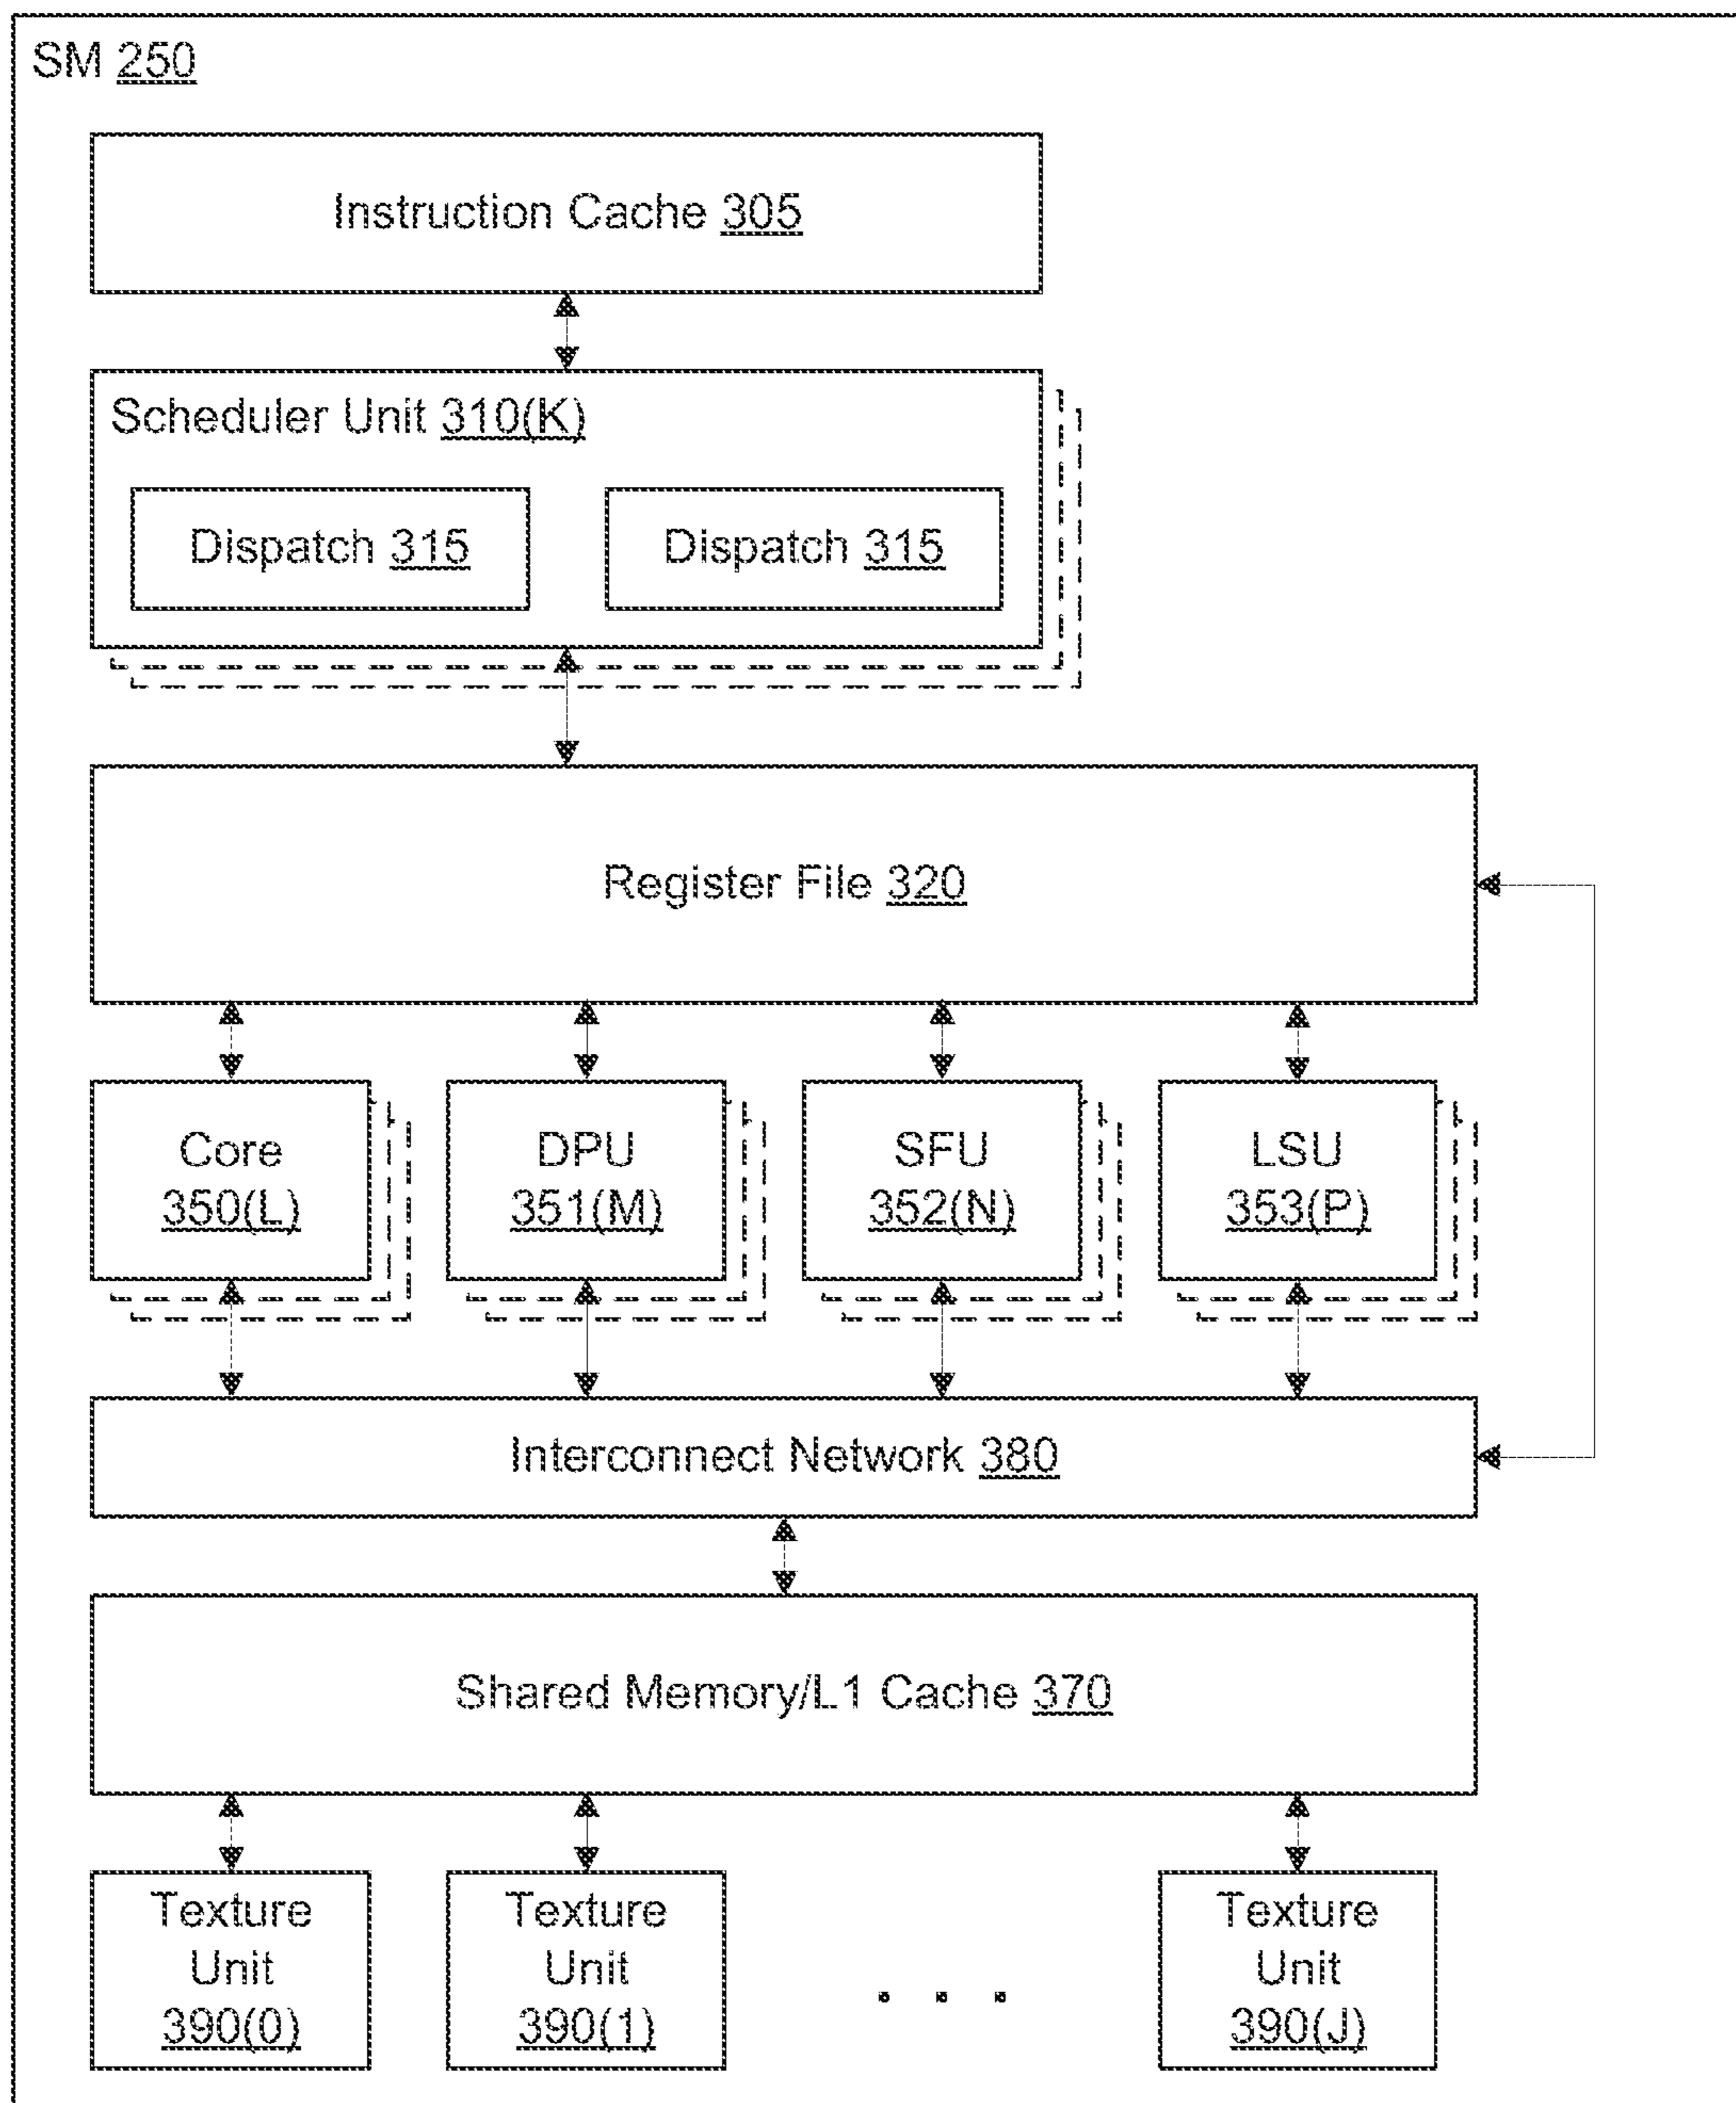 SM 250
Instruction Cache 305
Scheduler Unit 310(K)
Dispatch 315
Dispatch 315
Register File 320
Core
350(L)
DPU
351(M)
SFU
352(N)
LSU
353(P)
Interconnect Network 380
Shared Memory/L1 Cache 370
Texture
Unit
390(0)
Texture
Unit
390(1)
. . .
Texture
Unit
390(J)